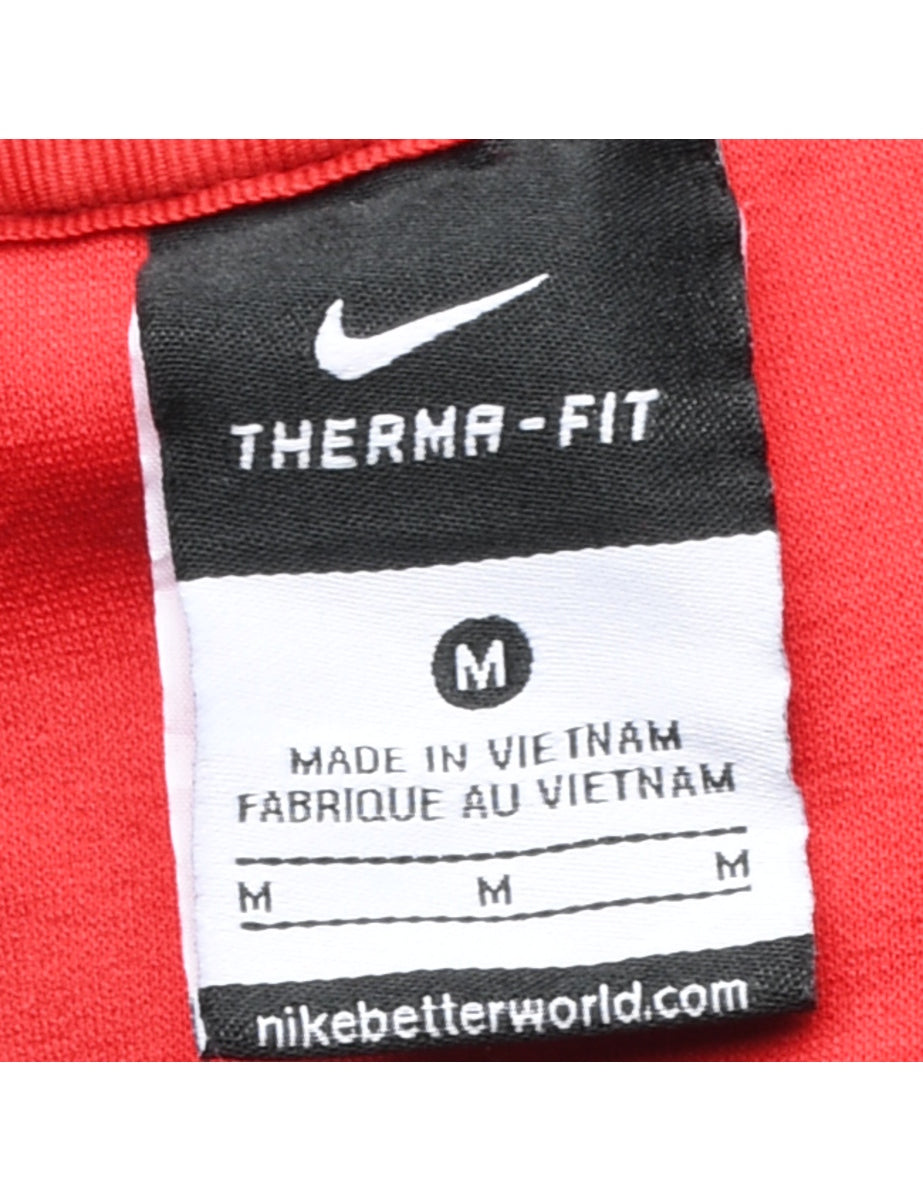 THERMA-FIT
M
MADE IN VIETNAM
FABRIQUE AU VIETNAM
M M M
nikebetterworld.com